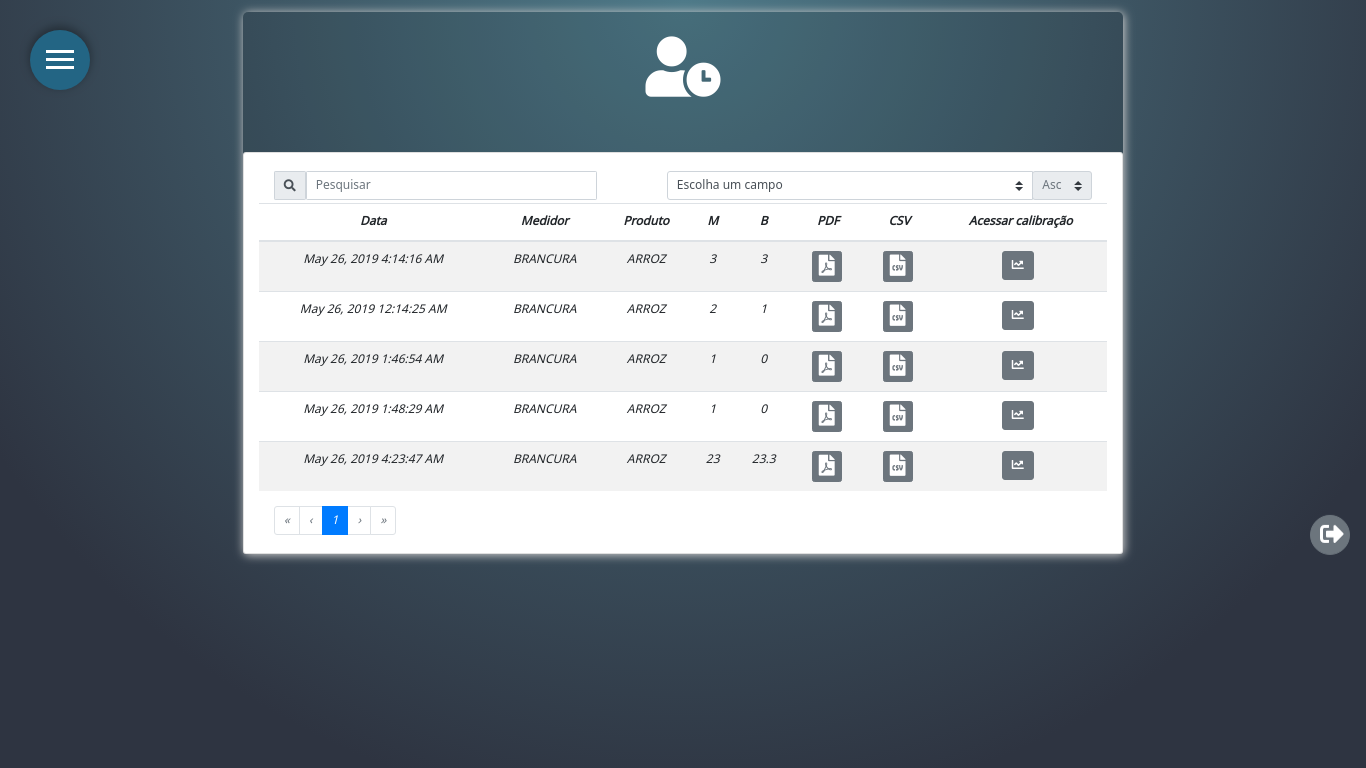 Pesquisar Escolha um campo Asc
Data Medidor Produto M B PDF CSV Acessar calibração
May 26, 2019 4:14:16 AM BRANCURA ARROZ 3 3 CSV
May 26, 2019 12:14:25 AM BRANCURA ARROZ 2 1 CSV
May 26, 2019 1:46:54 AM BRANCURA ARROZ 1 0 CSV
May 26, 2019 1:48:29 AM BRANCURA ARROZ 1 0 CSV
May 26, 2019 4:23:47 AM BRANCURA ARROZ 23 23.3 CSV
« ‹ 1 › »